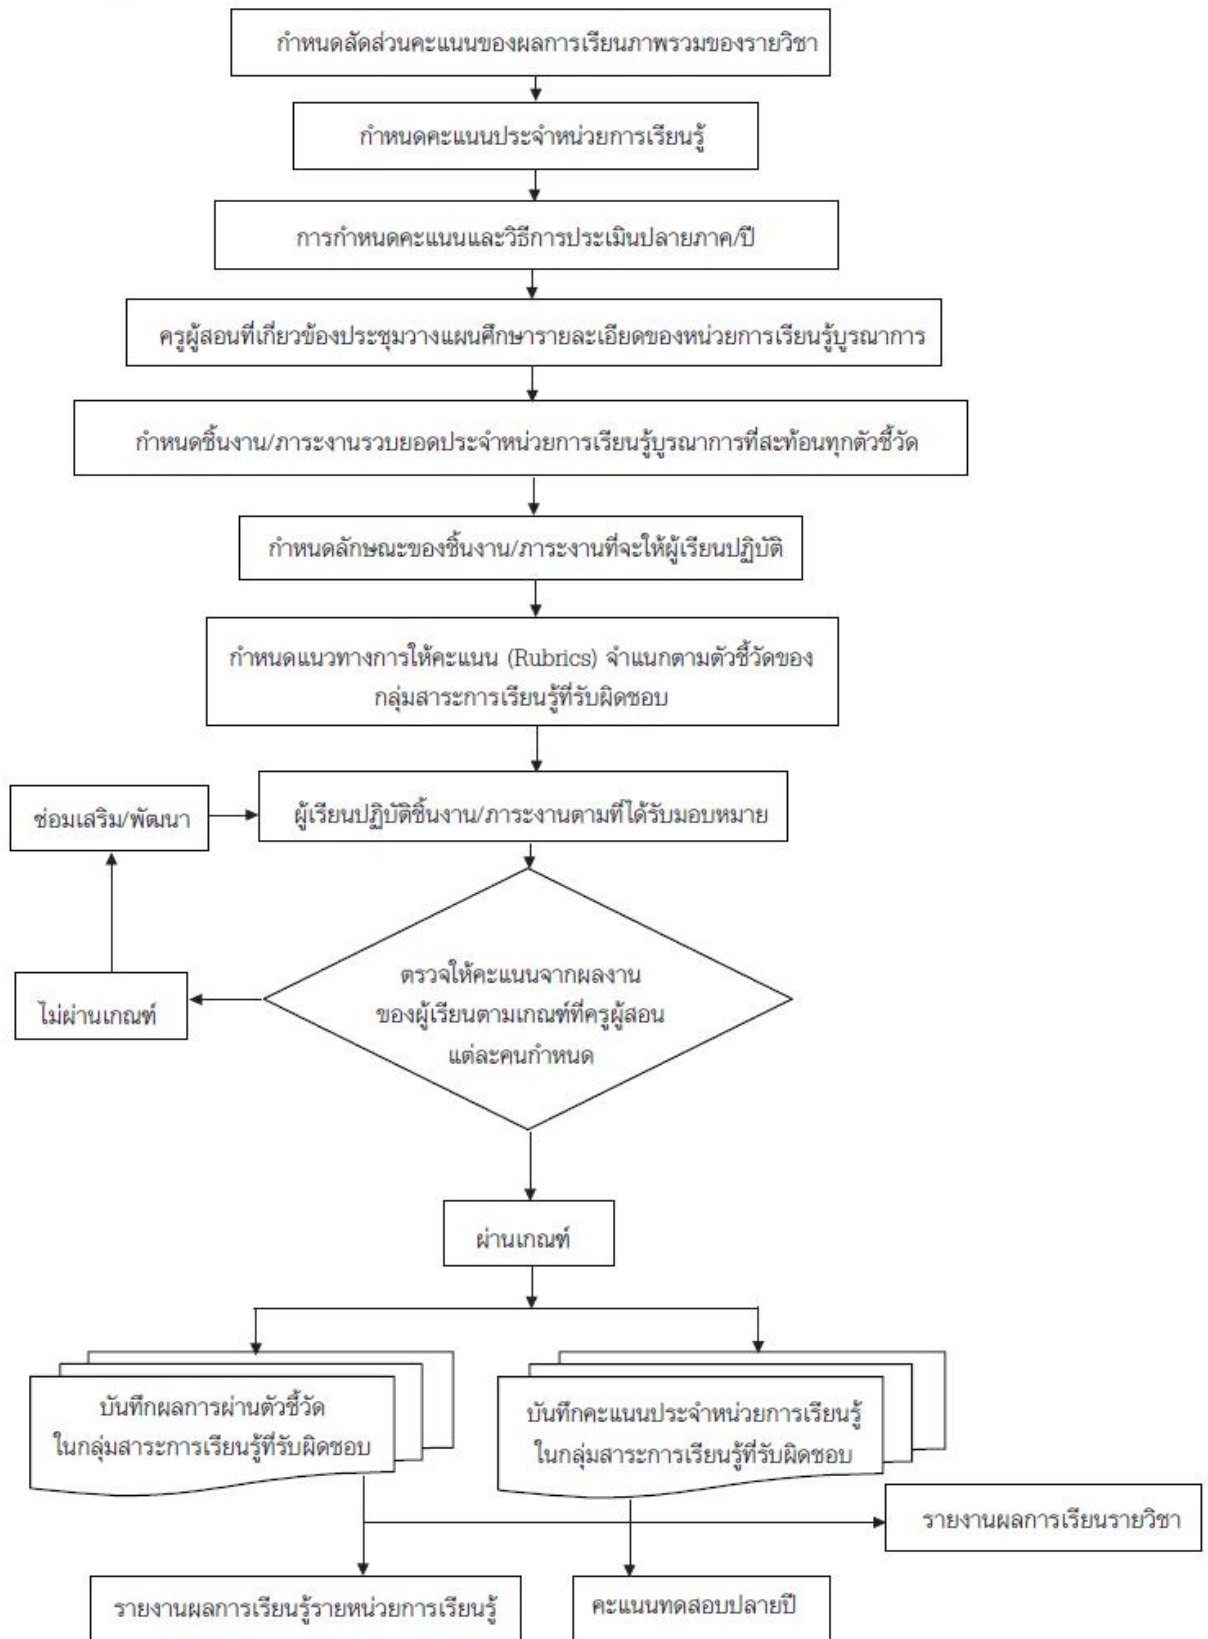 กำหนดสัดส่วนคะแนนของผลการเรียนภาพรวมของรายวิชา
กำหนดคะแนนประจำหน่วยการเรียนรู้
การกำหนดคะแนนและวิธีการประเมินปลายภาค/ปี
ครูผู้สอนที่เกี่ยวข้องประชุมวางแผนศึกษารายละเอียดของหน่วยการเรียนรู้บูรณาการ
กำหนดชิ้นงาน/ภาระงานรวบยอดประจำหน่วยการเรียนรู้บูรณาการที่สะท้อนทุกตัวชี้วัด
กำหนดลักษณะของชิ้นงาน/ภาระงานที่จะให้ผู้เรียนปฏิบัติ
กำหนดแนวทางการให้คะแนน (Rubrics) จำแนกตามตัวชี้วัดของ
กลุ่มสาระการเรียนรู้ที่รับผิดชอบ
ซ่อมเสริม/พัฒนา
ผู้เรียนปฏิบัติชิ้นงาน/ภาระงานตามที่ได้รับมอบหมาย
ตรวจให้คะแนนจากผลงาน
ของผู้เรียนตามเกณฑ์ที่ครูผู้สอน
แต่ละคนกำหนด
ไม่ผ่านเกณฑ์
ผ่านเกณฑ์
บันทึกผลการผ่านตัวชี้วัด
ในกลุ่มสาระการเรียนรู้ที่รับผิดชอบ
บันทึกคะแนนประจำหน่วยการเรียนรู้
ในกลุ่มสาระการเรียนรู้ที่รับผิดชอบ
รายงานผลการเรียนรายวิชา
รายงานผลการเรียนรู้รายหน่วยการเรียนรู้
คะแนนทดสอบปลายปี